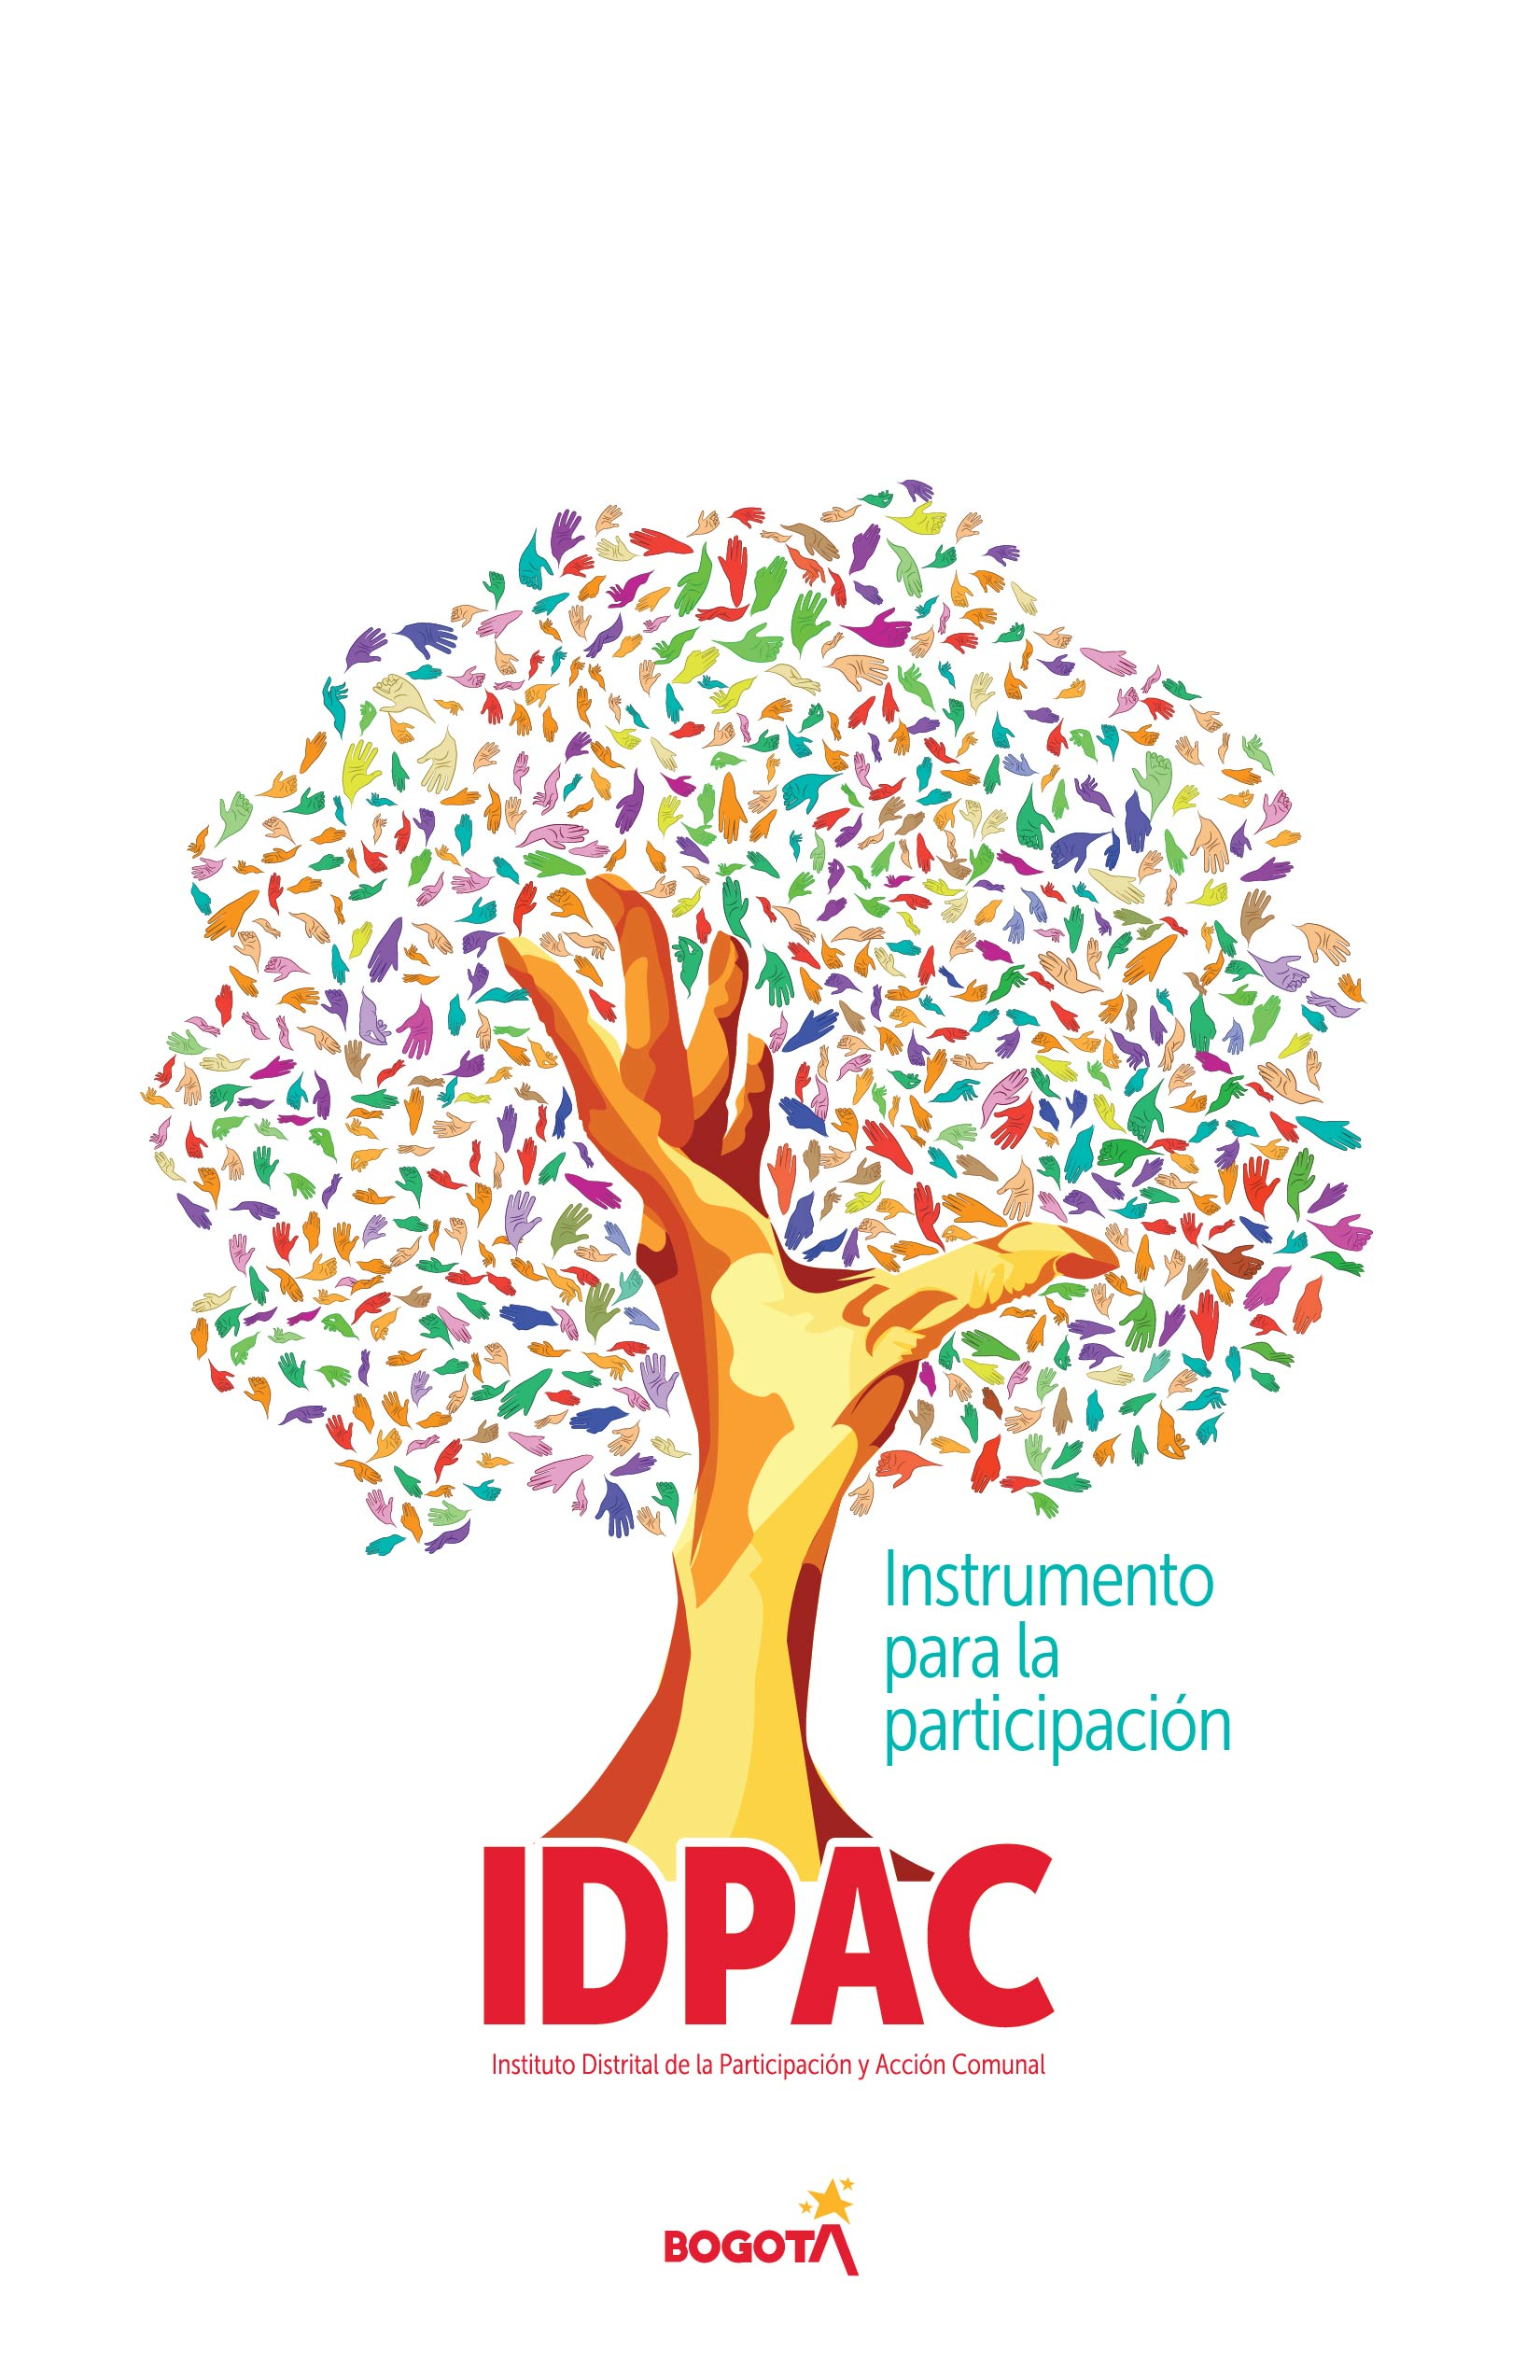 Instrumento
para la
participación
IDPAC
Instituto Distrital de la Participación y Acción Comunal
BOGOTA